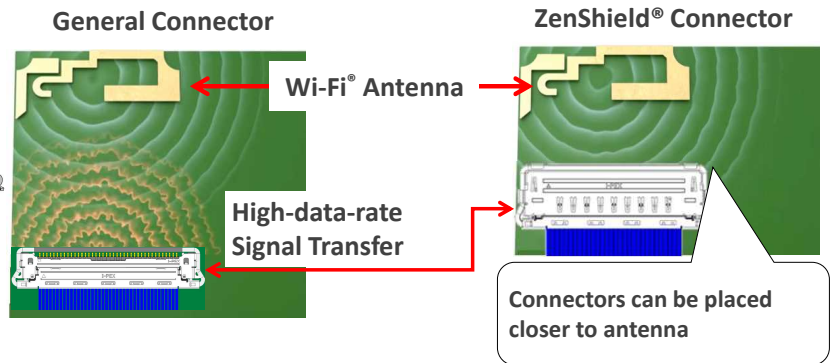 General Connector
ZenShield® Connector
Wi-Fi® Antenna
High-data-rate
Signal Transfer
I-PEX
I-PEX
Connectors can be placed
closer to antenna